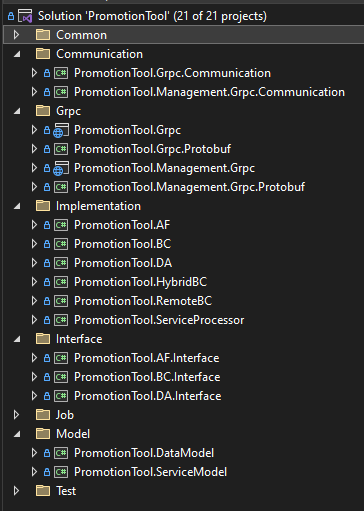 Solution 'PromotionTool' (21 of 21 projects)
Common
Communication
C# PromotionTool.Grpc.Communication
C# PromotionTool.Management.Grpc.Communication
Grpc
PromotionTool.Grpc
C# PromotionTool.Grpc.Protobuf
PromotionTool.Management.Grpc
C# PromotionTool.Management.Grpc.Protobuf
Implementation
C# PromotionTool.AF
C# PromotionTool.BC
C# PromotionTool.DA
C# PromotionTool.HybridBC
C# PromotionTool.RemoteBC
C# PromotionTool.ServiceProcessor
Interface
C# PromotionTool.AF.Interface
C# PromotionTool.BC.Interface
C# PromotionTool.DA.Interface
Job
Model
C# PromotionTool.DataModel
C# PromotionTool.ServiceModel
Test